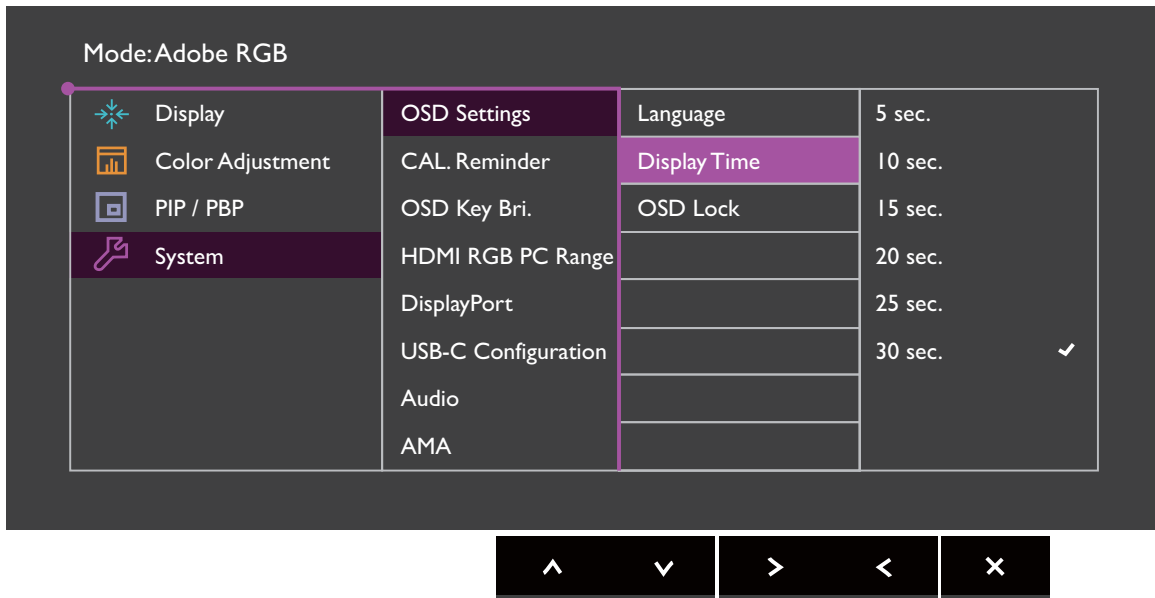 Mode: Adobe RGB
Display
Color Adjustment
PIP / PBP
System
OSD Settings
CAL. Reminder
OSD Key Bri.
HDMI RGB PC Range
DisplayPort
USB-C Configuration
Audio
AMA
Language
Display Time
OSD Lock
5 sec.
10 sec.
15 sec.
20 sec.
25 sec.
30 sec.